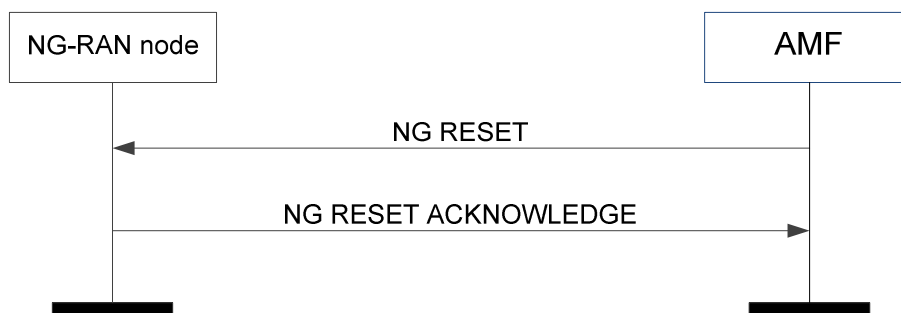 NG-RAN node
AMF
NG RESET
NG RESET ACKNOWLEDGE